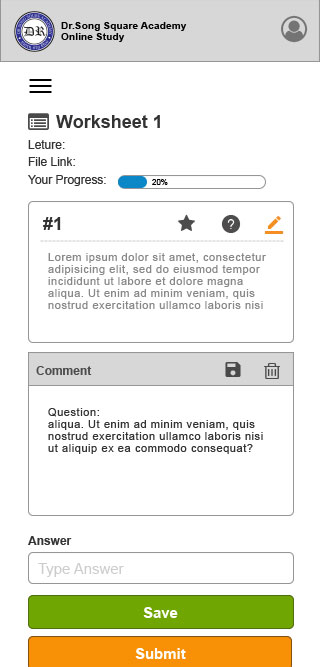 DR
Dr.Song Square Academy
Online Study
Worksheet 1
Leture:
File Link:
Your Progress: 20%
#1
Lorem ipsum dolor sit amet, consectetur
adipisicing elit, sed do eiusmod tempor
incididunt ut labore et dolore magna
aliqua. Ut enim ad minim veniam, quis
nostrud exercitation ullamco laboris nisi
Comment
Question:
aliqua. Ut enim ad minim veniam, quis
nostrud exercitation ullamco laboris nisi
ut aliquip ex ea commodo consequat?
Answer
Type Answer
Save
Submit